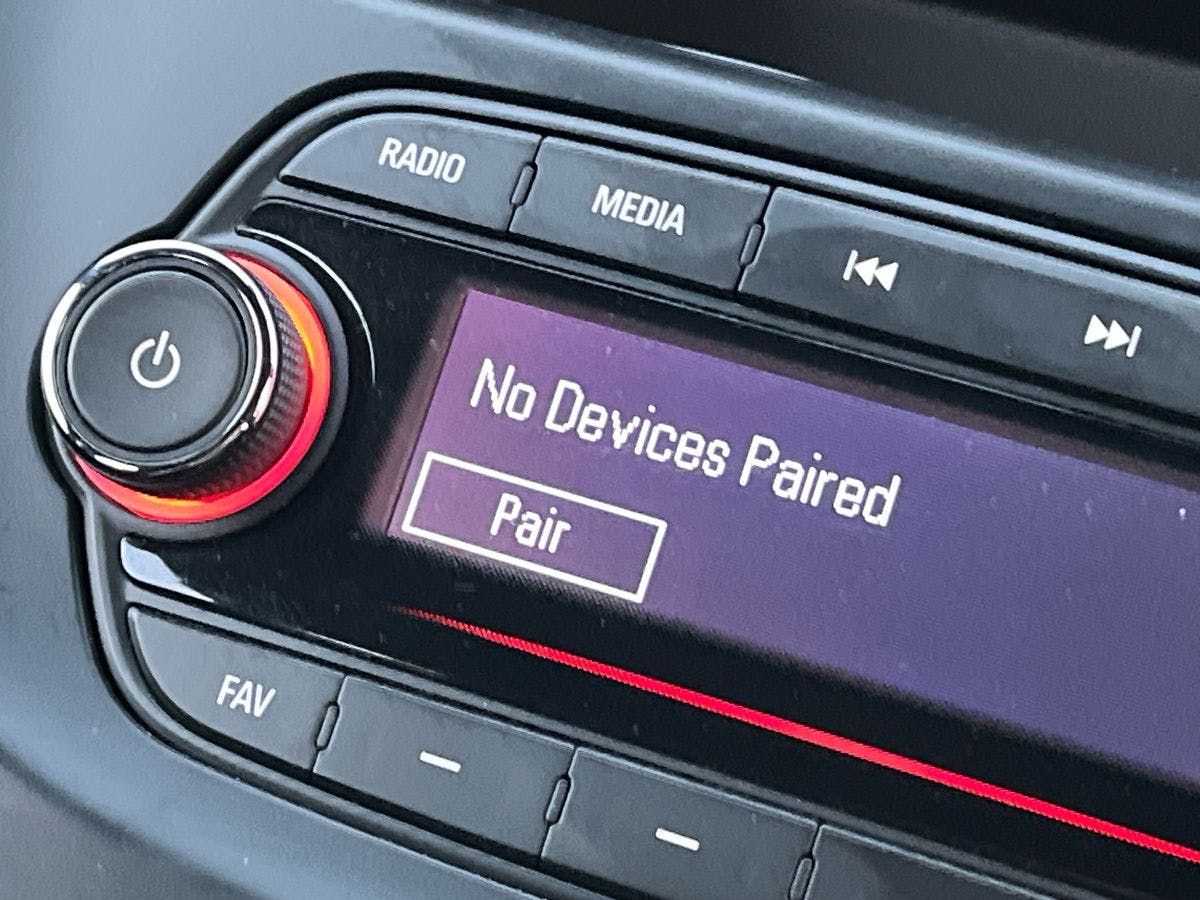 RADIO
MEDIA
No Devices Paired
Pair
FAV